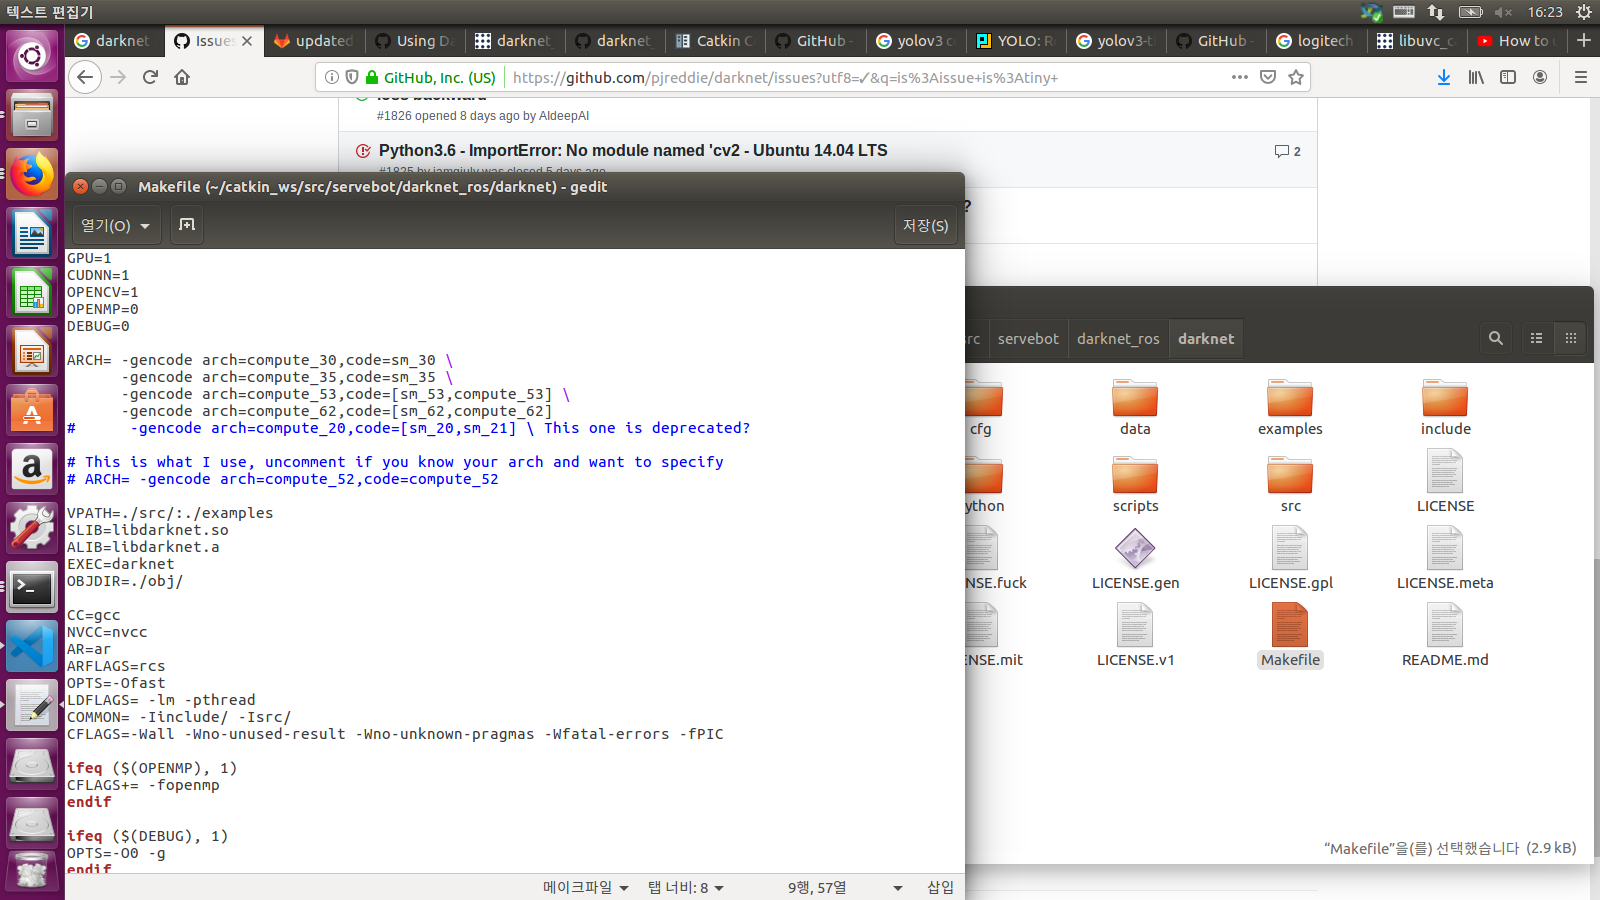 텍스트 편집기
16:23
darknet
Issues
updated
Using Da
darknet_
darknet_
Catkin C
GitHub -
yolov3 c
YOLO: R
yolov3-t
GitHub -
logitech
libuvc_c
How to
GitHub, Inc. (US)
https://github.com/pjreddie/darknet/issues?utf8=✓&q=is%3Aissue+is%3Atiny+
loss backward
#1826 opened 8 days ago by AldeepAI
Python3.6 - ImportError: No module named 'cv2 - Ubuntu 14.04 LTS
2
?
Makefile (~/catkin_ws/src/servebot/darknet_ros/darknet) - gedit
열기(O)
저장(S)
GPU=1
CUDNN=1
OPENCV=1
OPENMP=0
DEBUG=0
ARCH= -gencode arch=compute_30,code=sm_30 \
-gencode arch=compute_35,code=sm_35 \
-gencode arch=compute_53,code=[sm_53,compute_53] \
-gencode arch=compute_62,code=[sm_62,compute_62]
# -gencode arch=compute_20,code=[sm_20,sm_21] \ This one is deprecated?
# This is what I use, uncomment if you know your arch and want to specify
# ARCH= -gencode arch=compute_52,code=compute_52
VPATH=./src/:./examples
SLIB=libdarknet.so
ALIB=libdarknet.a
EXEC=darknet
OBJDIR=./obj/
CC=gcc
NVCC=nvcc
AR=ar
ARFLAGS=rcs
OPTS=-Ofast
LDFLAGS= -lm -pthread
COMMON= -Iinclude/ -Isrc/
CFLAGS=-Wall -Wno-unused-result -Wno-unknown-pragmas -Wfatal-errors -fPIC
ifeq ($(OPENMP), 1)
CFLAGS+= -fopenmp
endif
ifeq ($(DEBUG), 1)
OPTS=-O0 -g
endif
메이크파일
탭 너비: 8
9행, 57열
삽입
rc
servebot
darknet_ros
darknet
cfg
data
examples
include
ython
scripts
src
LICENSE
NSE.fuck
LICENSE.gen
LICENSE.gpl
LICENSE.meta
ENSE.mit
LICENSE.v1
Makefile
README.md
“Makefile”을(를) 선택했습니다 (2.9 kB)